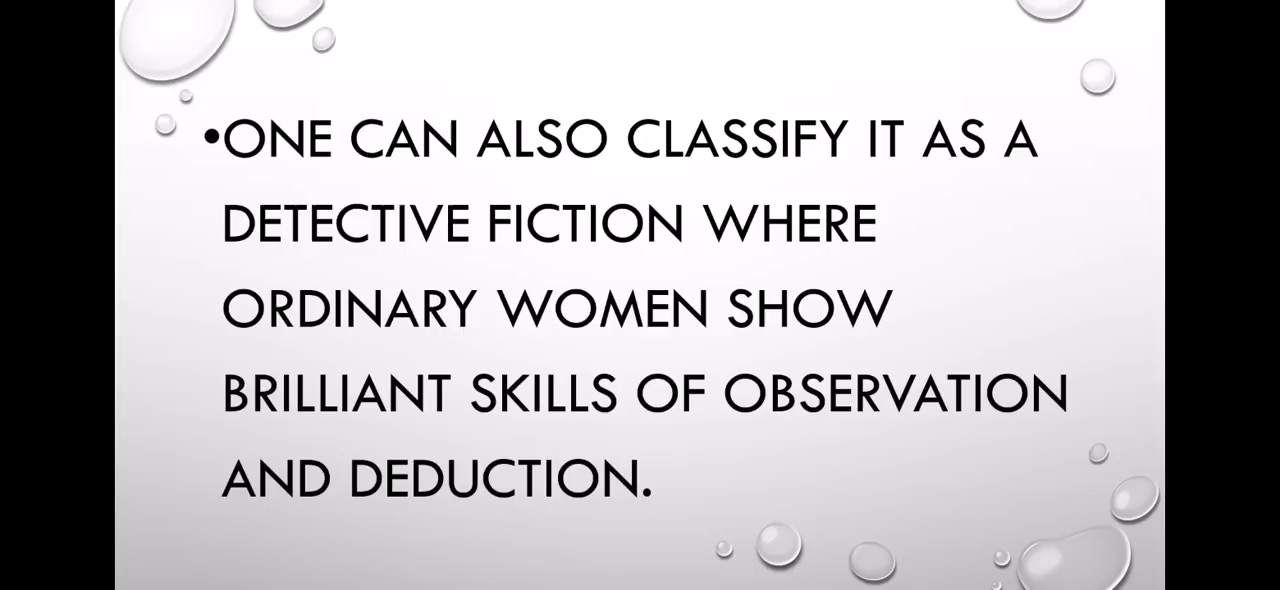 •ONE CAN ALSO CLASSIFY IT AS A
DETECTIVE FICTION WHERE
ORDINARY WOMEN SHOW
BRILLIANT SKILLS OF OBSERVATION
AND DEDUCTION.